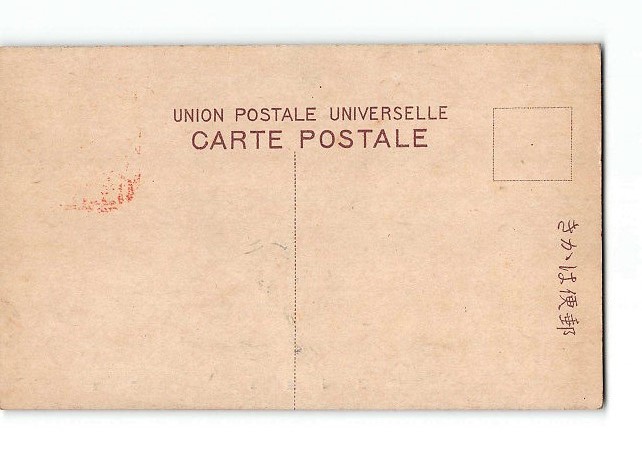 UNION POSTALE UNIVERSELLE
CARTE POSTALE
きかは便郵